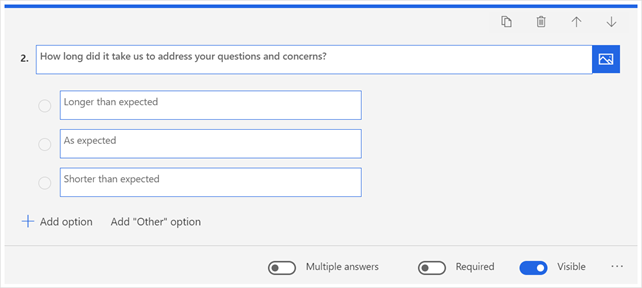 2. How long did it take us to address your questions and concerns?
Longer than expected
As expected
Shorter than expected
Add option Add "Other" option
Multiple answers Required Visible